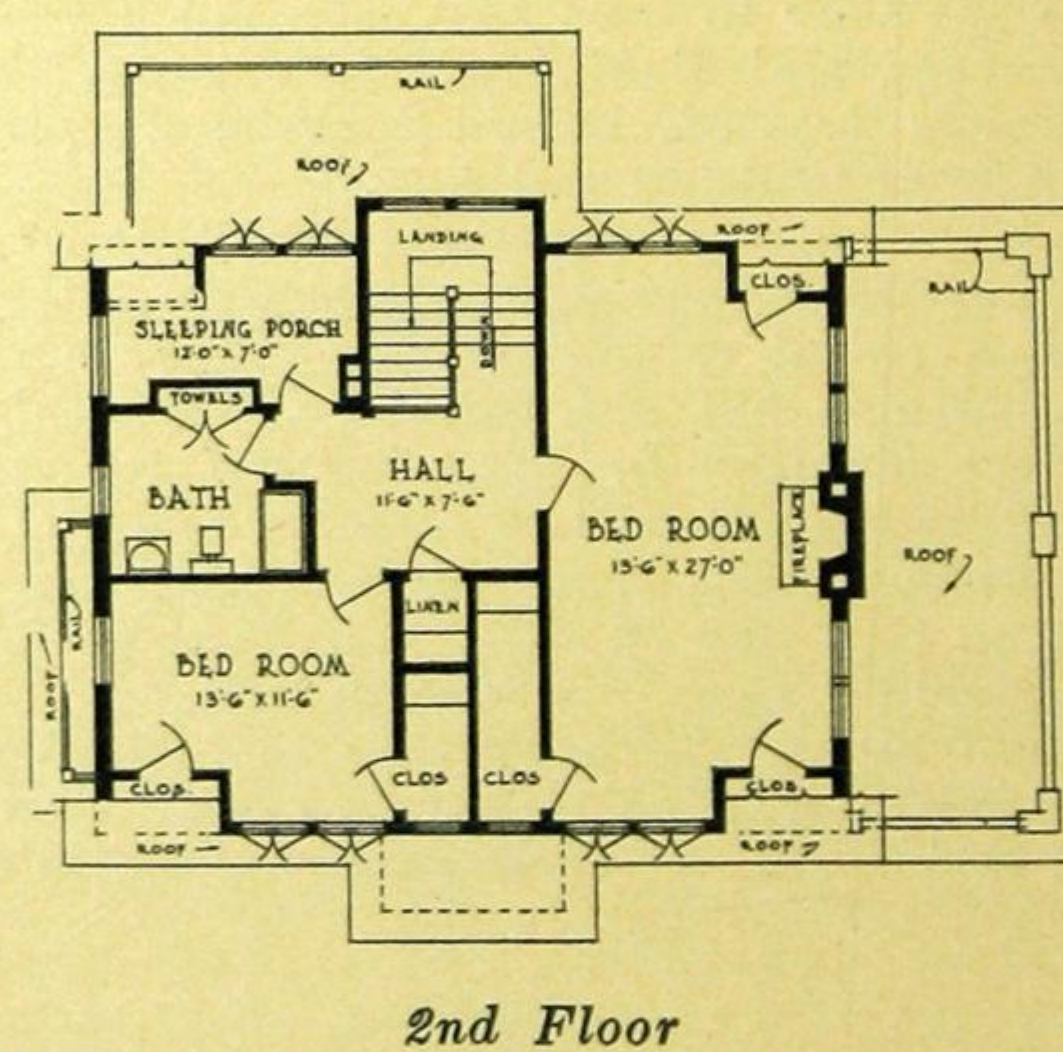 RAIL
ROOF
LANDING
ROOF
CLOS.
RAIL
SLEEPING PORCH
12'-0" X 7'-0"
DOWN
TOWELS
HALL
11'-6" X 7'-6"
BATH
BED ROOM
13'-6" X 27'-0"
FIREPLACE
ROOF
LINEN
RAIL
BED ROOM
13'-6" X 11'-6"
ROOF
CLOS.
CLOS
CLOS
CLOS.
ROOF
ROOF
2nd Floor